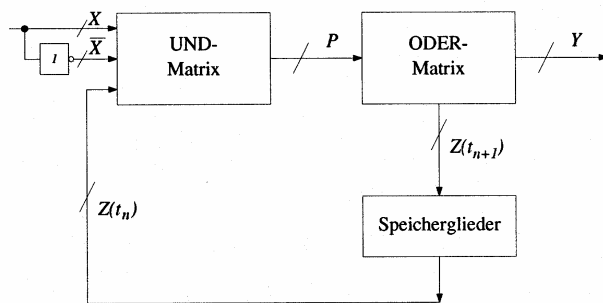 X
X̅
1
UND-
Matrix
P
ODER-
Matrix
Y
Z(tₙ₊₁)
Z(tₙ)
Speicherglieder